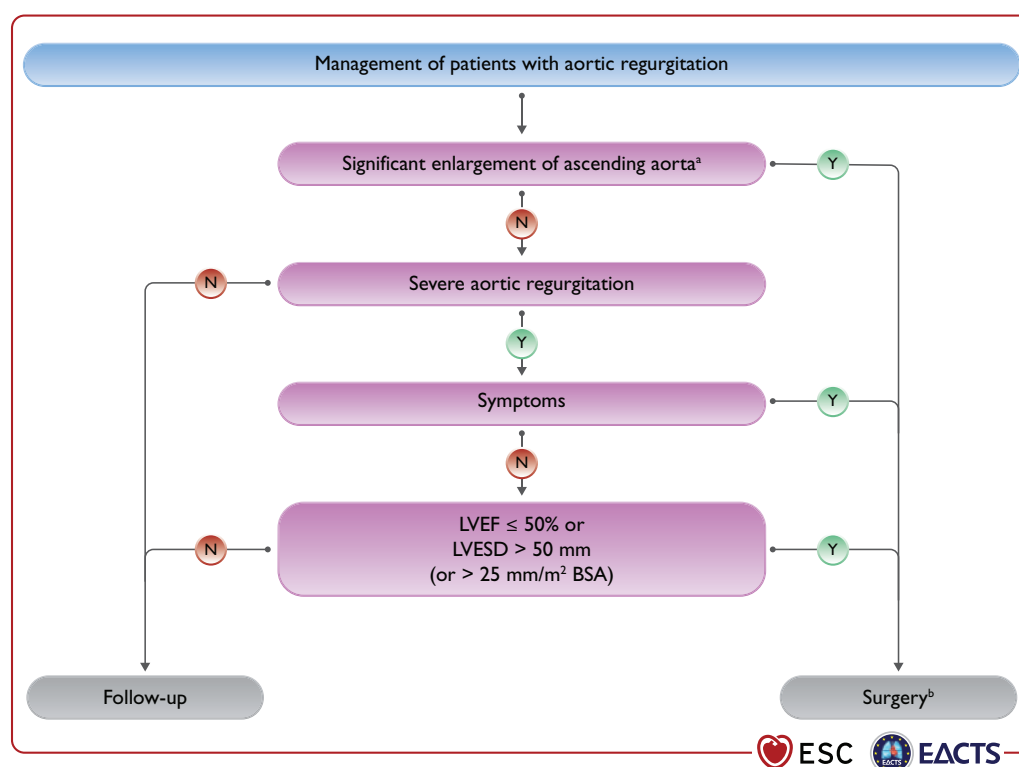 Management of patients with aortic regurgitation
Significant enlargement of ascending aortaᵃ
Y
N
N
Severe aortic regurgitation
Y
Symptoms
Y
N
N
LVEF ≤ 50% or
LVESD > 50 mm
(or > 25 mm/m² BSA)
Y
Follow-up
Surgeryᵇ
ESC
EACTS
EACTS